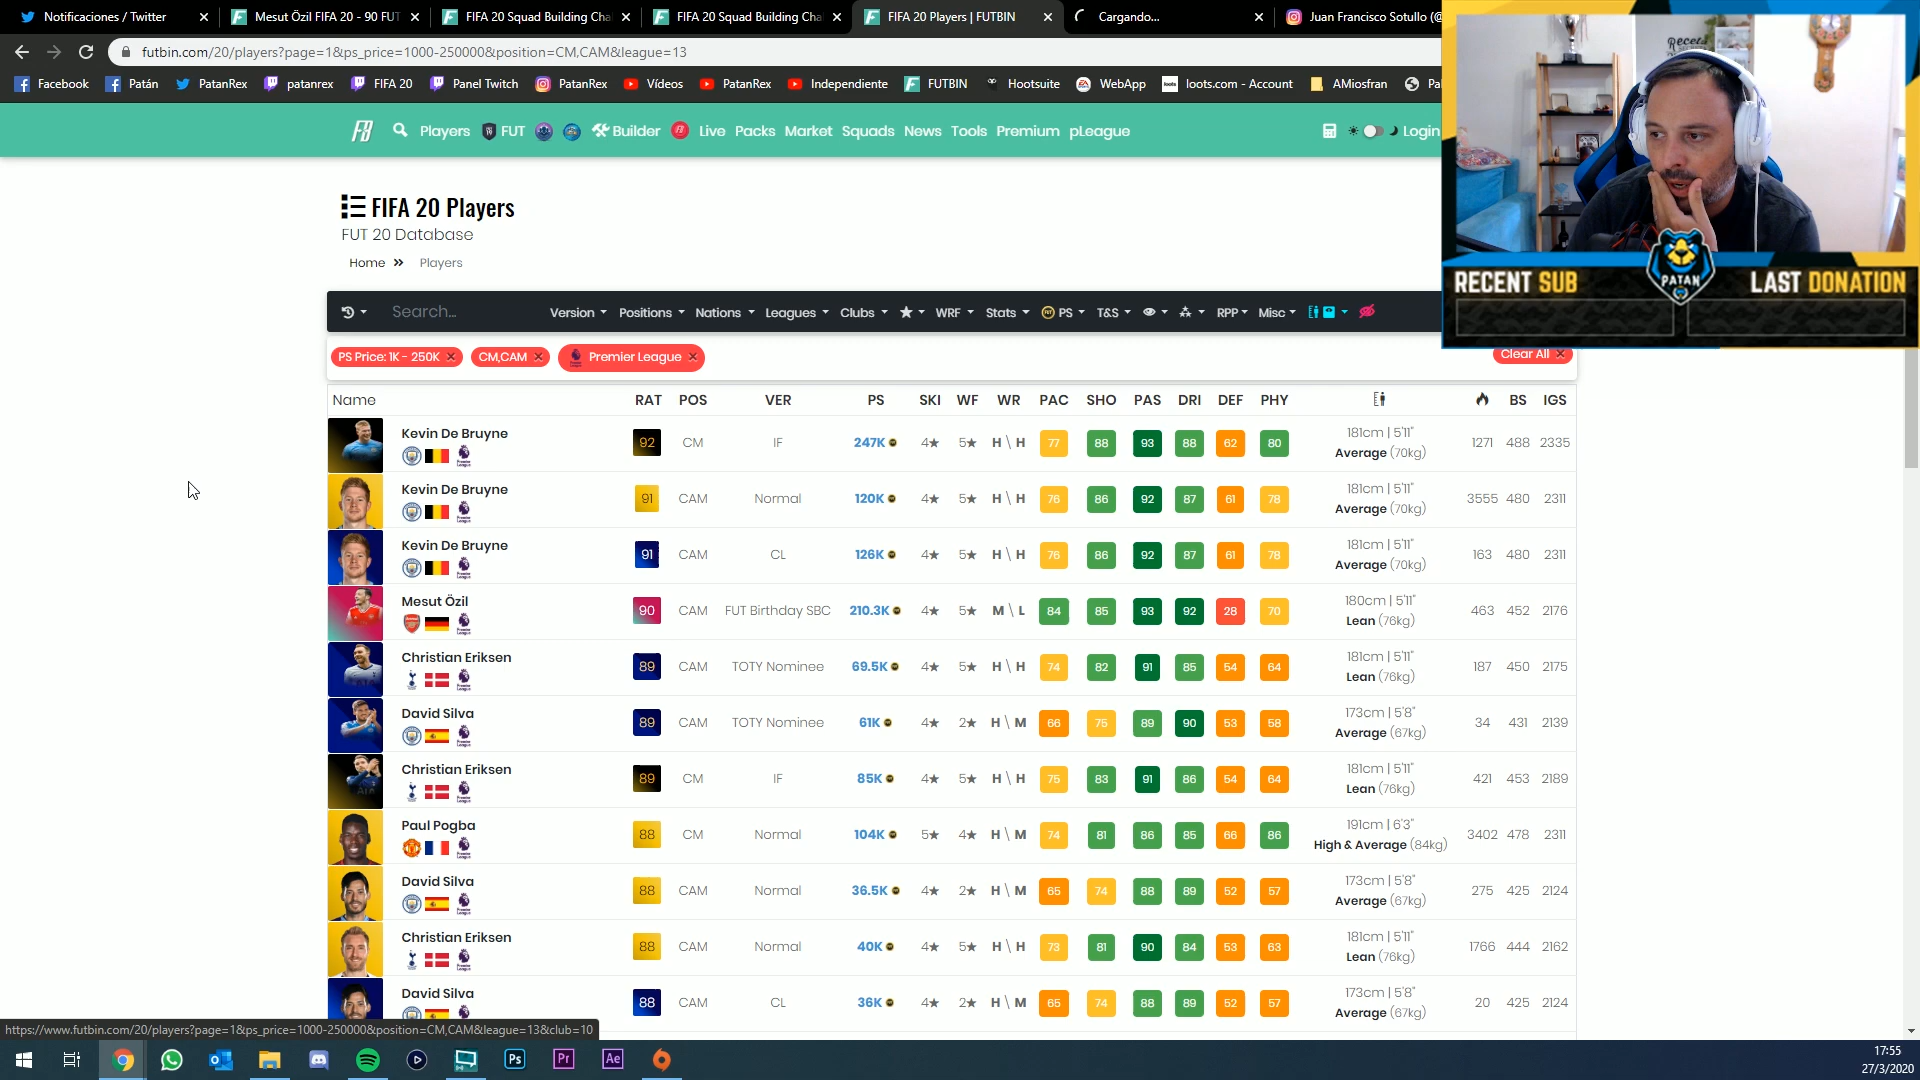 Notificaciones / Twitter
Mesut Özil FIFA 20 - 90 FUT
FIFA 20 Squad Building Cha
FIFA 20 Squad Building Cha
FIFA 20 Players | FUTBIN
Cargando...
Juan Francisco Sotullo (@
futbin.com/20/players?page=1&ps_price=1000-250000&position=CM,CAM&league=13
Facebook Patán PatanRex patanrex FIFA 20 Panel Twitch PatanRex Vídeos PatanRex Independiente FUTBIN Hootsuite WebApp loots.com - Account AMiosfran Pal
Players FUT Builder Live Packs Market Squads News Tools Premium pLeague Login
FIFA 20 Players
FUT 20 Database
Home » Players
Search... Version Positions Nations Leagues Clubs WRF Stats PS T&S RPP Misc
PS Price: 1K - 250K CM,CAM Premier League Clear All
Name RAT POS VER PS SKI WF WR PAC SHO PAS DRI DEF PHY BS IGS
Kevin De Bruyne 92 CM IF 247K 4★ 5★ H \ H 77 88 93 88 62 80 181cm | 5'11" Average (70kg) 1271 488 2335
Kevin De Bruyne 91 CAM Normal 120K 4★ 5★ H \ H 76 86 92 87 61 78 181cm | 5'11" Average (70kg) 3555 480 2311
Kevin De Bruyne 91 CAM CL 126K 4★ 5★ H \ H 76 86 92 87 61 78 181cm | 5'11" Average (70kg) 163 480 2311
Mesut Özil 90 CAM FUT Birthday SBC 210.3K 4★ 5★ M \ L 84 85 93 92 28 70 180cm | 5'11" Lean (76kg) 463 452 2176
Christian Eriksen 89 CAM TOTY Nominee 69.5K 4★ 5★ H \ H 74 82 91 85 54 64 181cm | 5'11" Lean (76kg) 187 450 2175
David Silva 89 CAM TOTY Nominee 61K 4★ 2★ H \ M 66 75 89 90 53 58 173cm | 5'8" Average (67kg) 34 431 2139
Christian Eriksen 89 CM IF 85K 4★ 5★ H \ H 75 83 91 86 54 64 181cm | 5'11" Lean (76kg) 421 453 2189
Paul Pogba 88 CM Normal 104K 5★ 4★ H \ M 74 81 86 85 66 86 191cm | 6'3" High & Average (84kg) 3402 478 2311
David Silva 88 CAM Normal 36.5K 4★ 2★ H \ M 65 74 88 89 52 57 173cm | 5'8" Average (67kg) 275 425 2124
Christian Eriksen 88 CAM Normal 40K 4★ 5★ H \ H 73 81 90 84 53 63 181cm | 5'11" Lean (76kg) 1766 444 2162
David Silva 88 CAM CL 36K 4★ 2★ H \ M 65 74 88 89 52 57 173cm | 5'8" Average (67kg) 20 425 2124
https://www.futbin.com/20/players?page=1&ps_price=1000-250000&position=CM,CAM&league=13&club=10
RECENT SUB
PATAN
LAST DONATION
Ps Pr Ae
17:55
27/3/2020